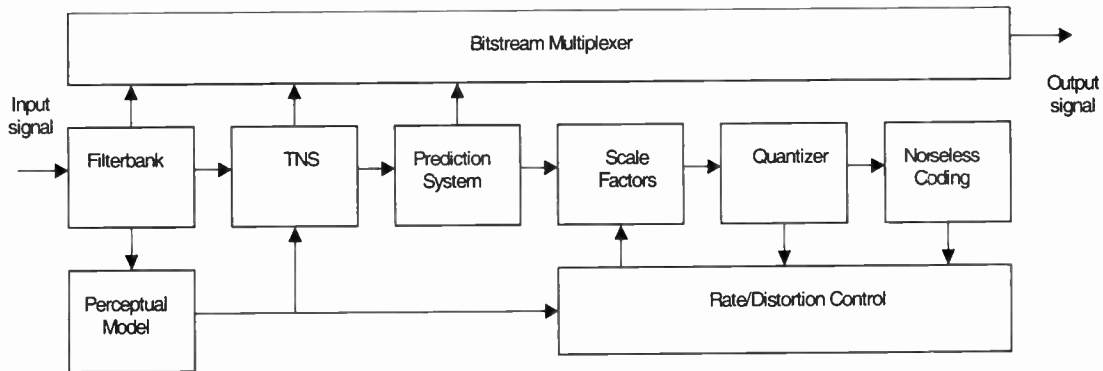 Bitstream Multiplexer
Input
signal
Output
signal
Filterbank
TNS
Prediction
System
Scale
Factors
Quantizer
Norseless
Coding
Perceptual
Model
Rate/Distortion Control